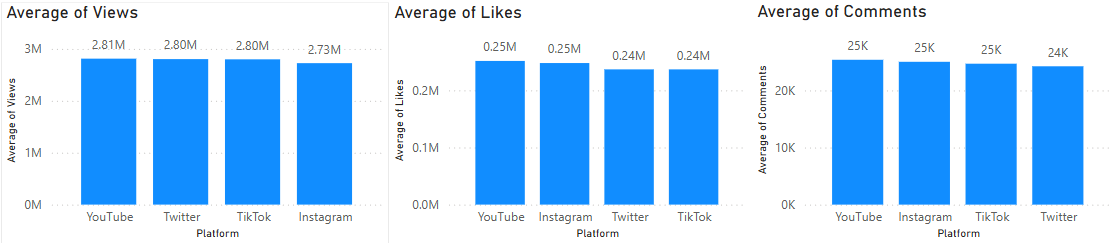 Average of Views
Average of Views
3M
2M
1M
0M
2.81M
2.80M
2.80M
2.73M
YouTube
Twitter
TikTok
Instagram
Platform
Average of Likes
Average of Likes
0.2M
0.1M
0.0M
0.25M
0.25M
0.24M
0.24M
YouTube
Instagram
Twitter
TikTok
Platform
Average of Comments
Average of Comments
20K
10K
0K
25K
25K
25K
24K
YouTube
Instagram
TikTok
Twitter
Platform